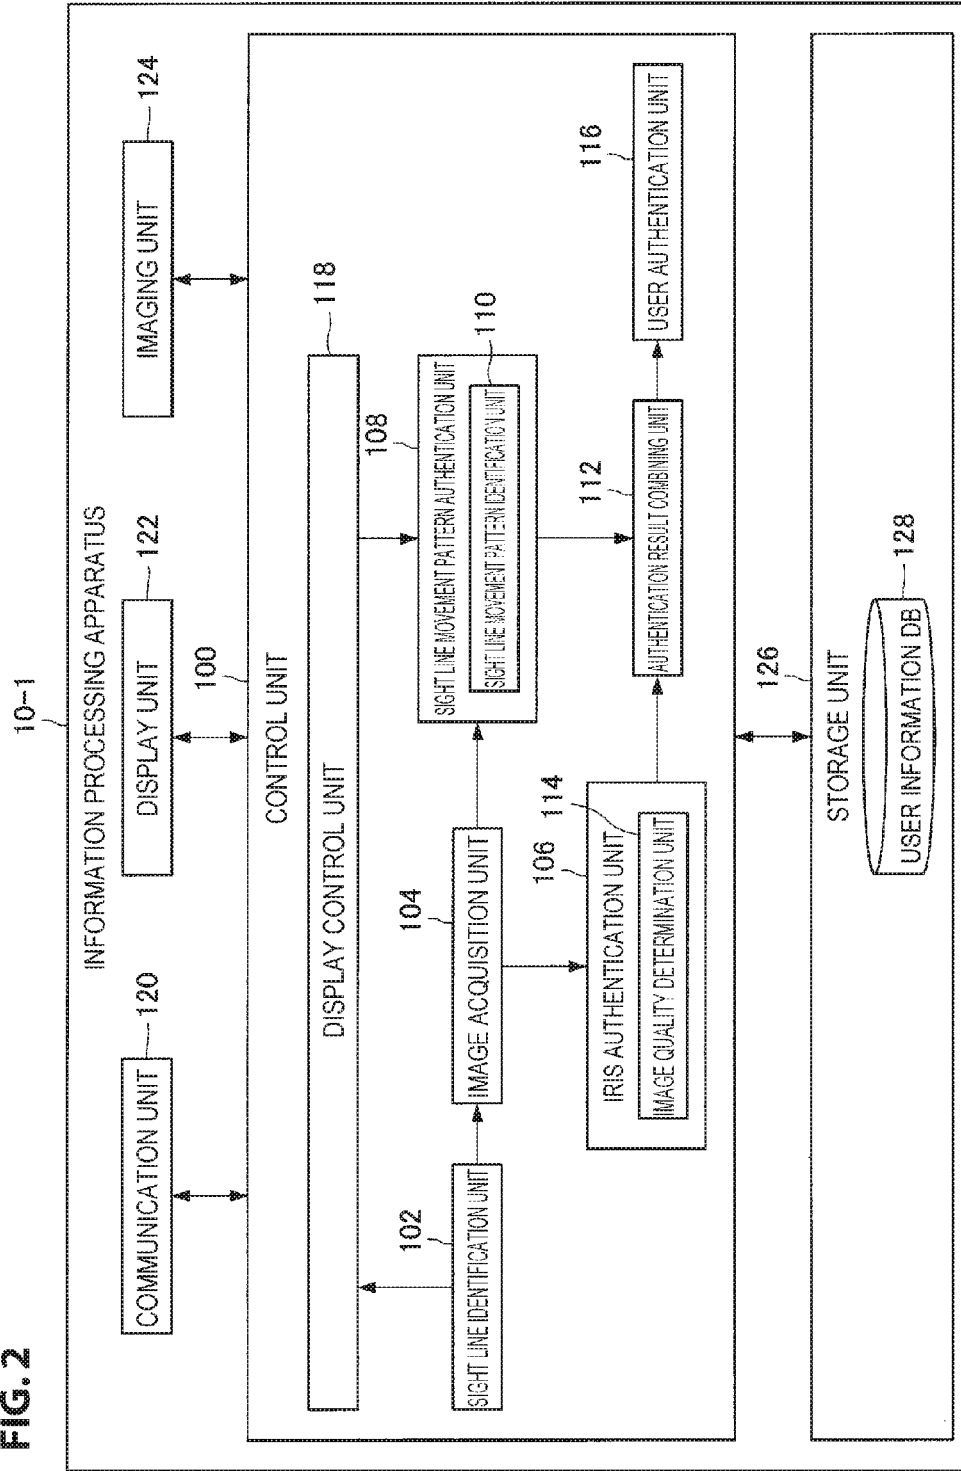 FIG. 2
10-1
INFORMATION PROCESSING APPARATUS
120
COMMUNICATION UNIT
122
DISPLAY UNIT
124
IMAGING UNIT
100
CONTROL UNIT
118
DISPLAY CONTROL UNIT
102
SIGHT LINE IDENTIFICATION UNIT
104
IMAGE ACQUISITION UNIT
108
SIGHT LINE MOVEMENT PATTERN AUTHENTICATION UNIT
110
SIGHT LINE MOVEMENT PATTERN IDENTIFICATION UNIT
106
114
IRIS AUTHENTICATION UNIT
IMAGE QUALITY DETERMINATION UNIT
112
AUTHENTICATION RESULT COMBINING UNIT
116
USER AUTHENTICATION UNIT
126
STORAGE UNIT
128
USER INFORMATION DB